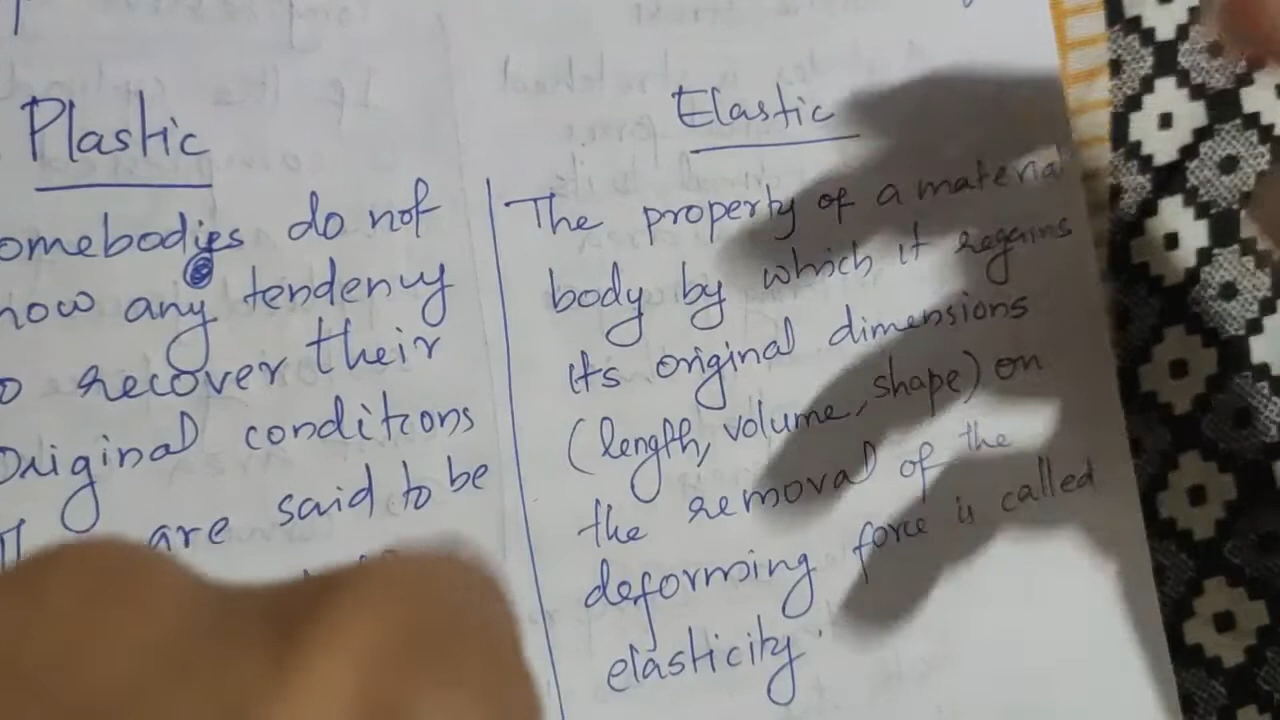 Plastic
omebodies do not
how any tendency
o recover their
Original conditions
are said to be
Elastic
The property of a material
body by which it regains
its original dimensions
(length, volume, shape) on
the removal of the
deforming force is called
elasticity.